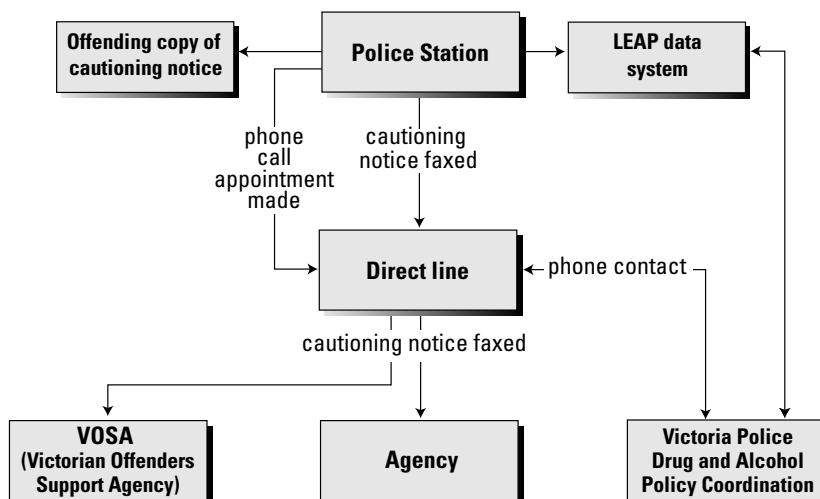 Offending copy of
cautioning notice
Police Station
LEAP data
system
phone
call
appointment
made
cautioning
notice faxed
Direct line
phone contact
cautioning notice faxed
VOSA
(Victorian Offenders
Support Agency)
Agency
Victoria Police
Drug and Alcohol
Policy Coordination